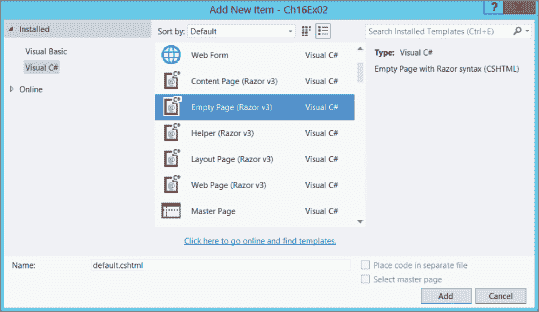 Add New Item - Ch16Ex02
? x
Installed
Visual Basic
Visual C#
Online
Sort by: Default
Search Installed Templates (Ctrl+E)
Web Form Visual C#
Content Page (Razor v3) Visual C#
Empty Page (Razor v3) Visual C#
Helper (Razor v3) Visual C#
Layout Page (Razor v3) Visual C#
Web Page (Razor v3) Visual C#
Master Page Visual C#
Type: Visual C#
Empty Page with Razor syntax (CSHTML)
Click here to go online and find templates.
Name: default.cshtml
Place code in separate file
Select master page
Add Cancel